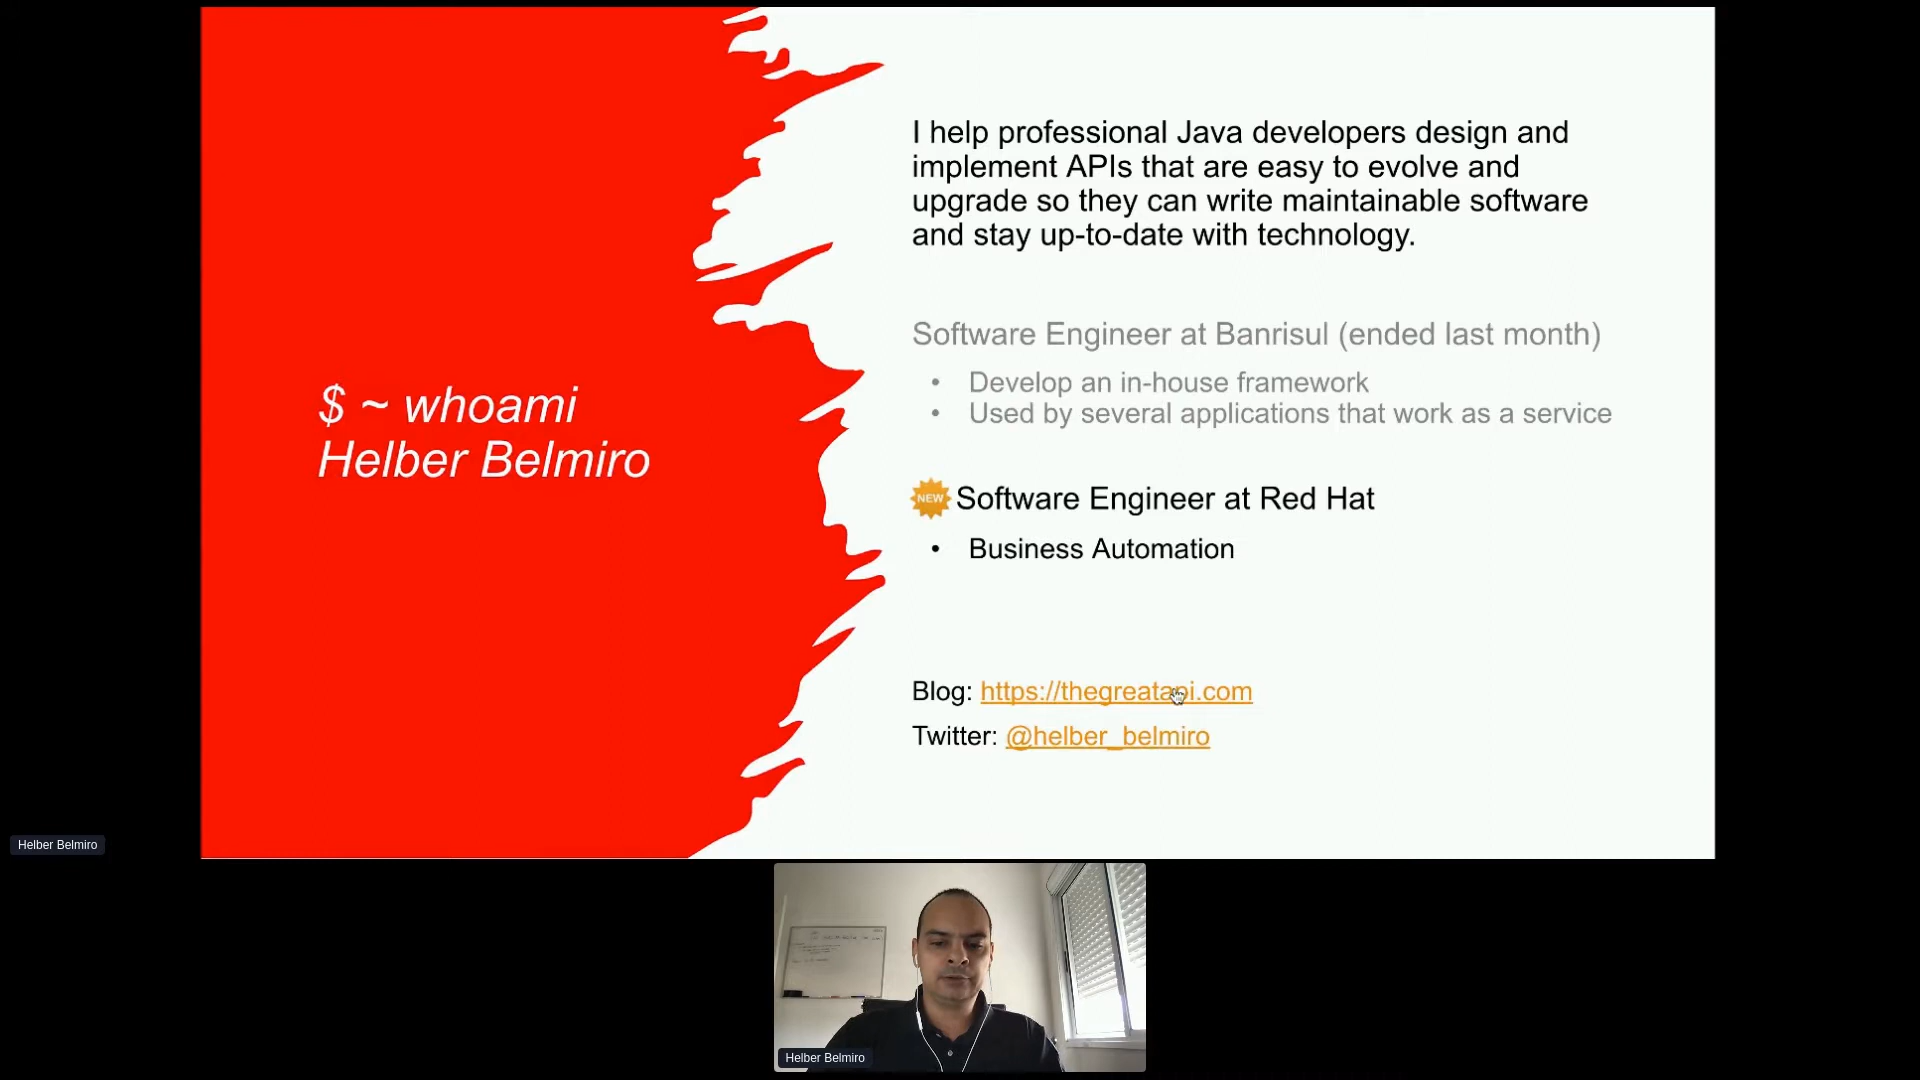 $ ~ whoami
Helber Belmiro
I help professional Java developers design and
implement APIs that are easy to evolve and
upgrade so they can write maintainable software
and stay up-to-date with technology.
Software Engineer at Banrisul (ended last month)
• Develop an in-house framework
• Used by several applications that work as a service
NEW Software Engineer at Red Hat
• Business Automation
Blog: https://thegreatapi.com
Twitter: @helber_belmiro
Helber Belmiro
Helber Belmiro